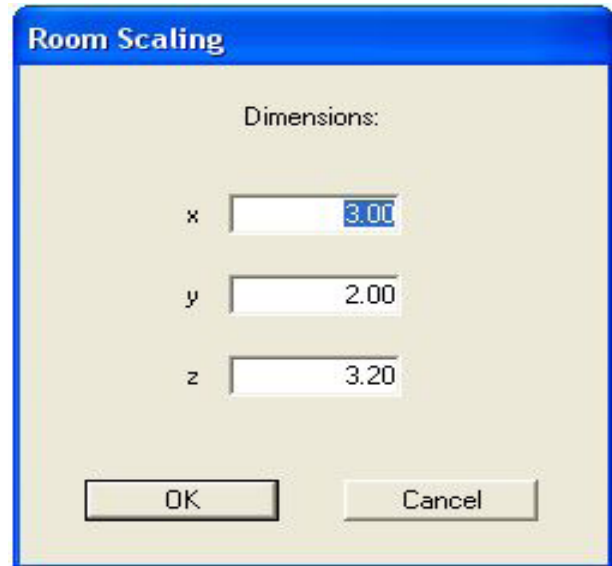 Room Scaling
Dimensions:
x 3.00
y 2.00
z 3.20
OK Cancel